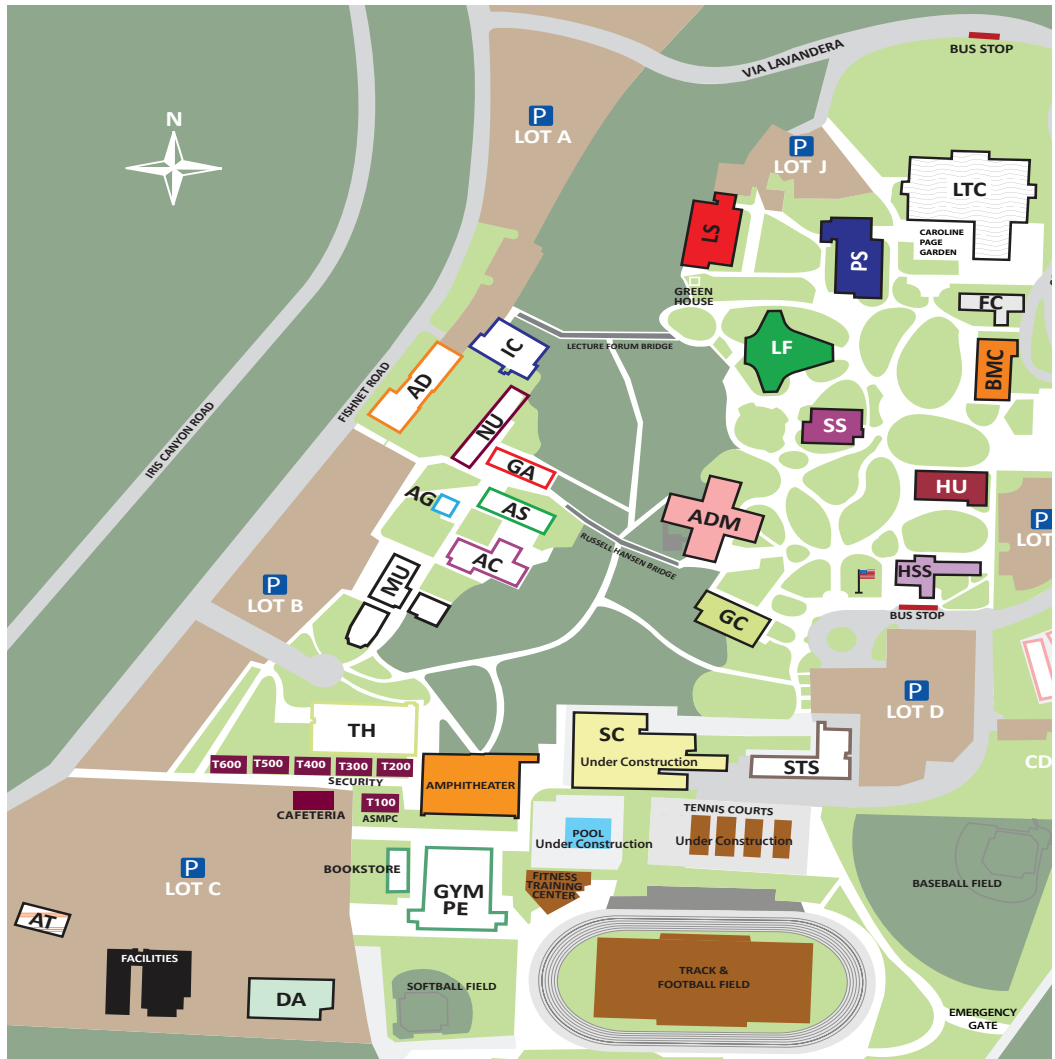 BUS STOP
VIA LAVANDERA
N
P
LOT A
P
LOT J
LTC
CAROLINE
PAGE
GARDEN
LS
PS
GREEN
HOUSE
FC
IC
LECTURE FORUM BRIDGE
LF
BMC
AD
FISHNET ROAD
IRIS CANYON ROAD
NU
SS
GA
HU
AG
AS
ADM
P
LOT
RUSSELL HANSEN BRIDGE
AC
MU
HSS
P
LOT B
BUS STOP
GC
P
LOT D
TH
SC
Under Construction
STS
CD
T600
T500
T400
T300
T200
SECURITY
AMPHITHEATER
CAFETERIA
T100
ASMPC
TENNIS COURTS
POOL
Under Construction
Under Construction
P
LOT C
BOOKSTORE
GYM
PE
FITNESS
TRAINING
CENTER
BASEBALL FIELD
AT
FACILITIES
DA
SOFTBALL FIELD
TRACK &
FOOTBALL FIELD
EMERGENCY
GATE